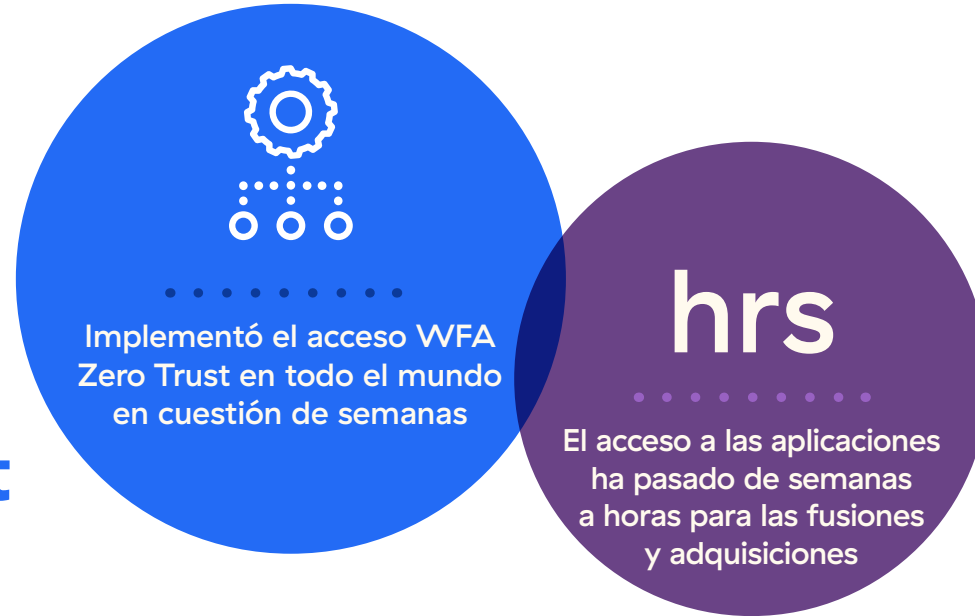 Implementó el acceso WFA
Zero Trust en todo el mundo
en cuestión de semanas
hrs
El acceso a las aplicaciones
ha pasado de semanas
a horas para las fusiones
y adquisiciones